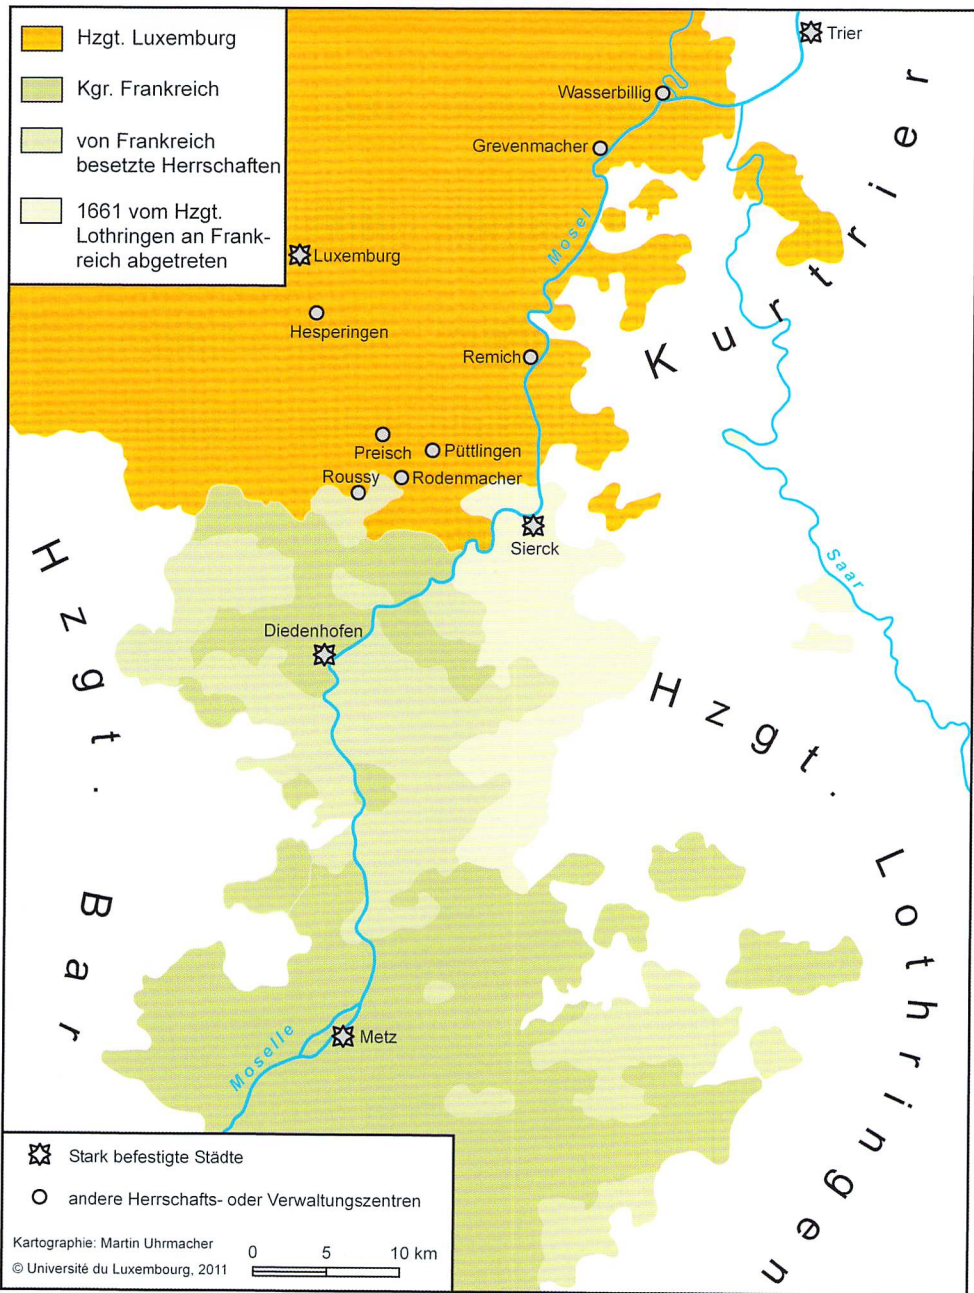 Hzgt. Luxemburg
Kgr. Frankreich
von Frankreich
besetzte Herrschaften
1661 vom Hzgt.
Lothringen an Frank-
reich abgetreten
Trier
Wasserbillig
Grevenmacher
Mosel
Kurtrier
Luxemburg
Hesperingen
Remich
Preisch
Püttlingen
Roussy
Rodenmacher
Sierck
Saar
Diedenhofen
Hzgt. Bar
Hzgt. Lothringen
Metz
Moselle
Stark befestigte Städte
andere Herrschafts- oder Verwaltungszentren
Kartographie: Martin Uhrmacher
© Université du Luxembourg, 2011
0 5 10 km